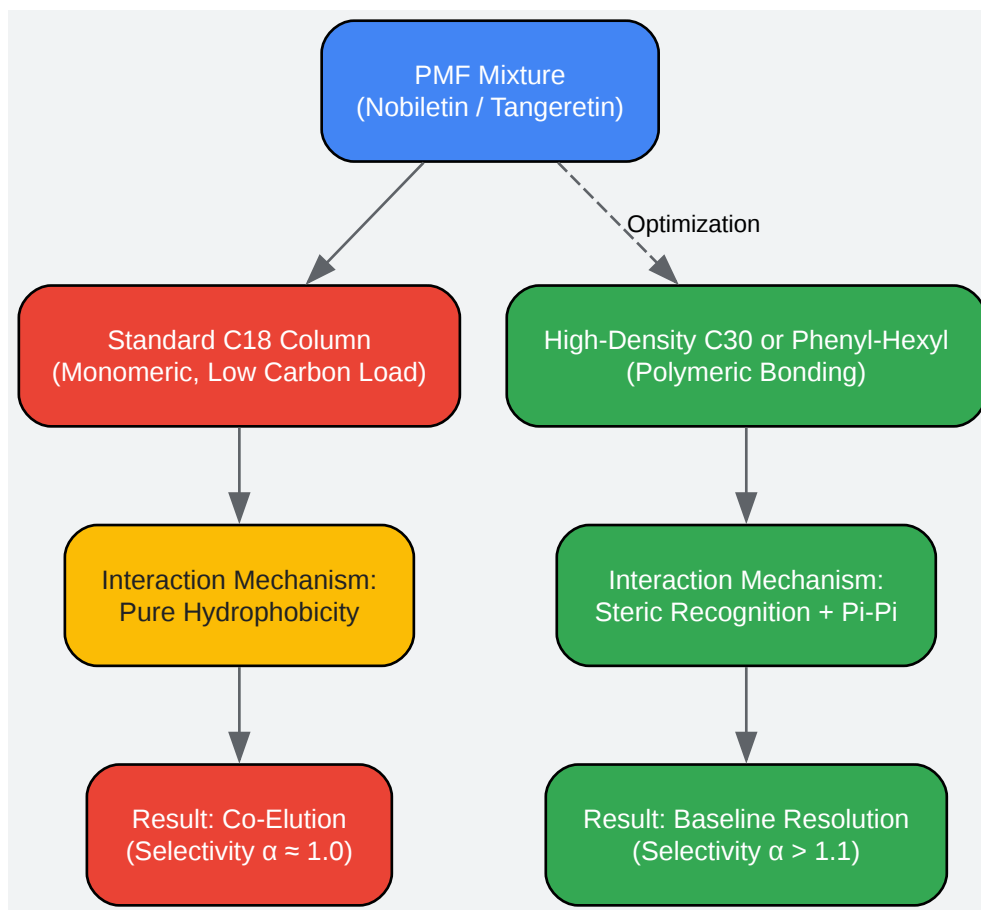 PMF Mixture
(Nobiletin / Tangeretin)
Optimization
Standard C18 Column
(Monomeric, Low Carbon Load)
High-Density C30 or Phenyl-Hexyl
(Polymeric Bonding)
Interaction Mechanism:
Pure Hydrophobicity
Interaction Mechanism:
Steric Recognition + Pi-Pi
Result: Co-Elution
(Selectivity α ≈ 1.0)
Result: Baseline Resolution
(Selectivity α > 1.1)